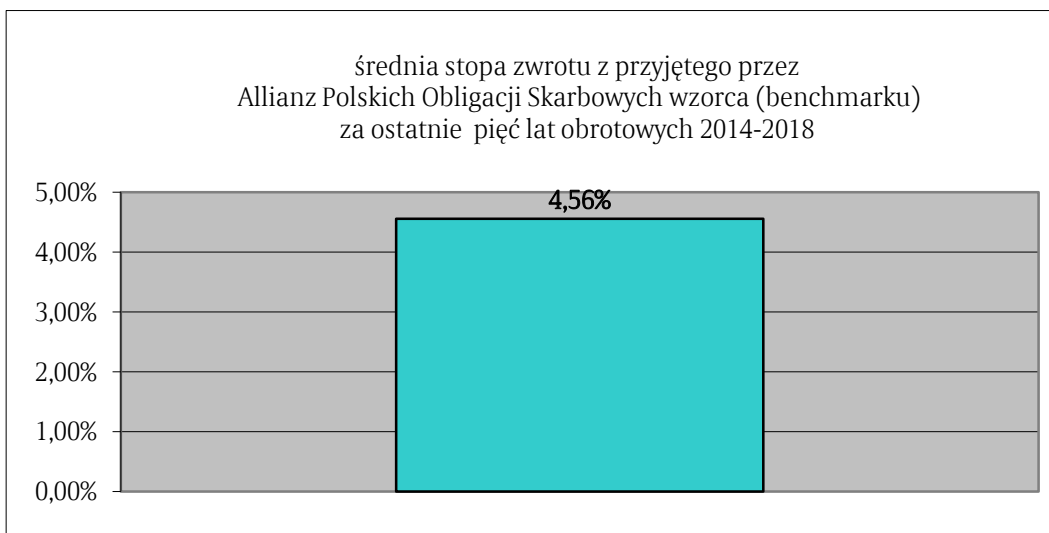 średnia stopa zwrotu z przyjętego przez
Allianz Polskich Obligacji Skarbowych wzorca (benchmarku)
za ostatnie pięć lat obrotowych 2014-2018
5,00%
4,56%
4,00%
3,00%
2,00%
1,00%
0,00%